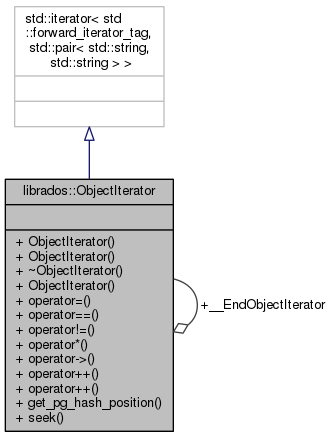 std::iterator< std
::forward_iterator_tag,
std::pair< std::string,
std::string > >
librados::ObjectIterator
+ ObjectIterator()
+ ObjectIterator()
+ ~ObjectIterator()
+ ObjectIterator()
+ operator=()
+ operator==()
+ operator!=()
+ operator*()
+ operator->()
+ operator++()
+ operator++()
+ get_pg_hash_position()
+ seek()
+__EndObjectIterator